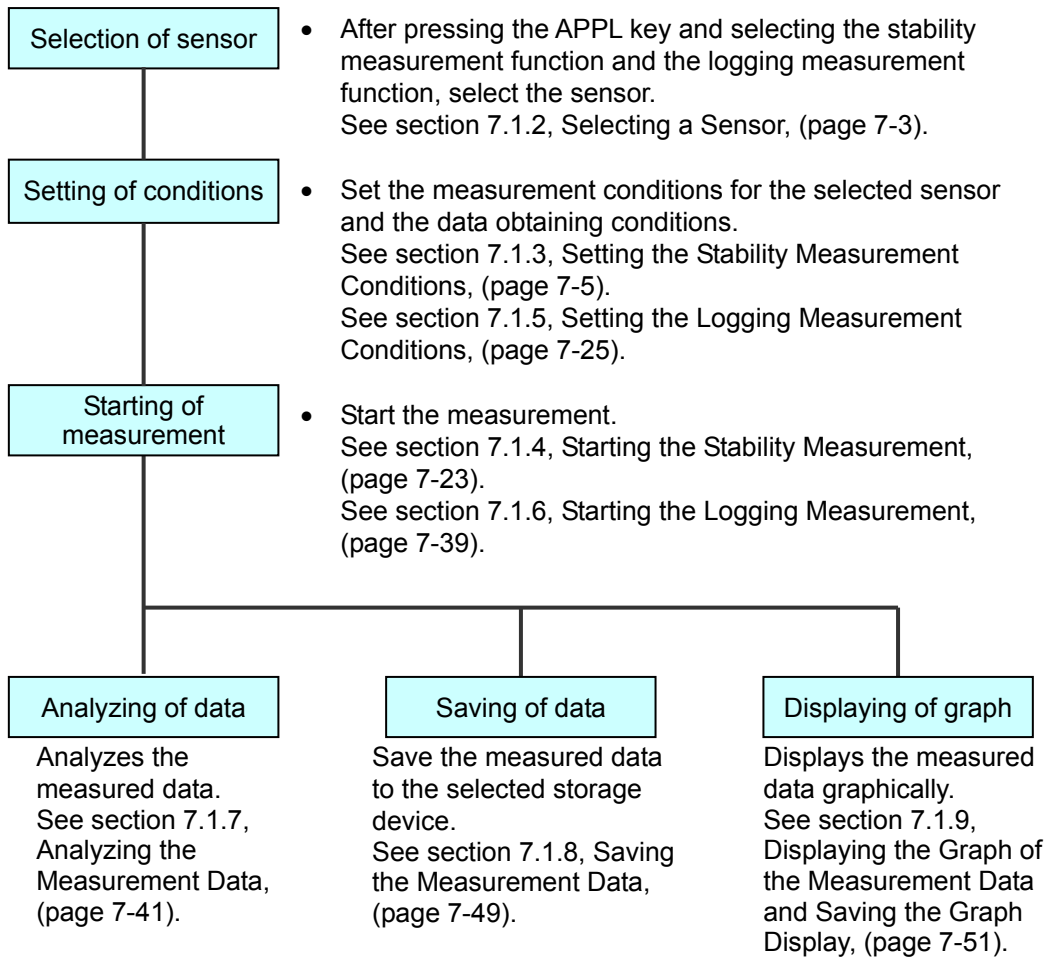 Selection of sensor
• After pressing the APPL key and selecting the stability
measurement function and the logging measurement
function, select the sensor.
See section 7.1.2, Selecting a Sensor, (page 7-3).
Setting of conditions
• Set the measurement conditions for the selected sensor
and the data obtaining conditions.
See section 7.1.3, Setting the Stability Measurement
Conditions, (page 7-5).
See section 7.1.5, Setting the Logging Measurement
Conditions, (page 7-25).
Starting of
measurement
• Start the measurement.
See section 7.1.4, Starting the Stability Measurement,
(page 7-23).
See section 7.1.6, Starting the Logging Measurement,
(page 7-39).
Analyzing of data
Analyzes the
measured data.
See section 7.1.7,
Analyzing the
Measurement Data,
(page 7-41).
Saving of data
Save the measured data
to the selected storage
device.
See section 7.1.8, Saving
the Measurement Data,
(page 7-49).
Displaying of graph
Displays the measured
data graphically.
See section 7.1.9,
Displaying the Graph of
the Measurement Data
and Saving the Graph
Display, (page 7-51).